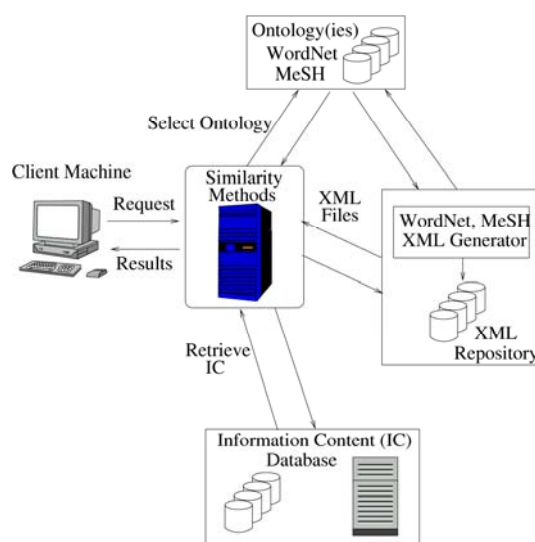 Ontology(ies)
WordNet
MeSH
Select Ontology
Client Machine
Request
Results
Similarity
Methods
XML
Files
WordNet, MeSH
XML Generator
XML
Repository
Retrieve
IC
Information Content (IC)
Database